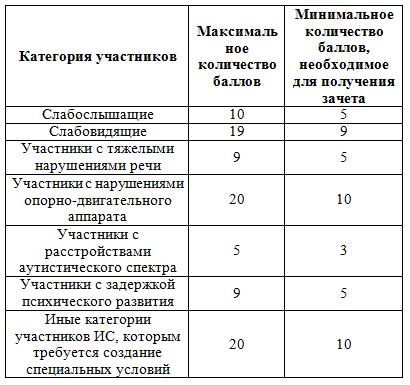 Категория участников
Максималь
ное
количество
баллов
Минимальное
количество
баллов,
необходимое
для получения
зачета
Слабослышащие
10
5
Слабовидящие
19
9
Участники с тяжелыми
нарушениями речи
9
5
Участники с нарушениями
опорно-двигательного
аппарата
20
10
Участники с
расстройствами
аутистического спектра
5
3
Участники с задержкой
психического развития
9
5
Иные категории
участников ИС, которым
требуется создание
специальных условий
20
10